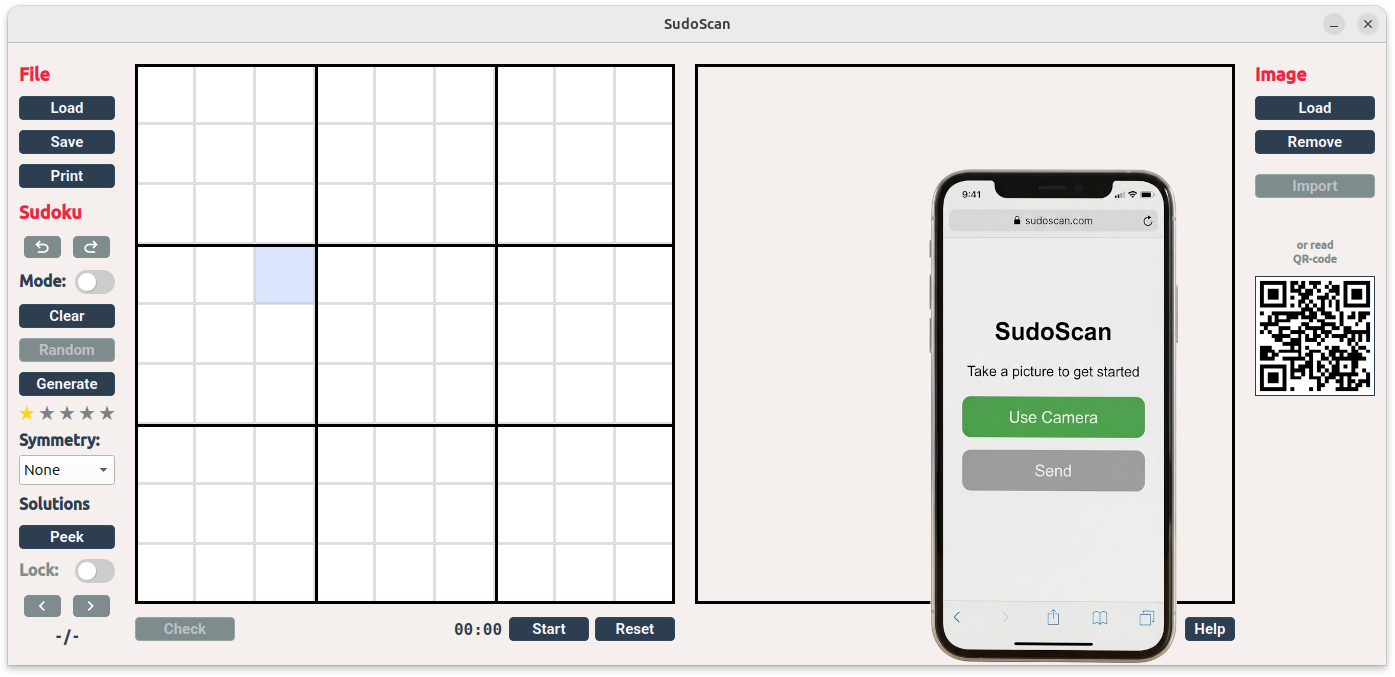 SudoScan
File
Load
Save
Print
Sudoku
Mode:
Clear
Random
Generate
Symmetry:
None
Solutions
Peek
Lock:
-/-
Check
00:00
Start
Reset
9:41
sudoscan.com
SudoScan
Take a picture to get started
Use Camera
Send
Help
Image
Load
Remove
Import
or read
QR-code